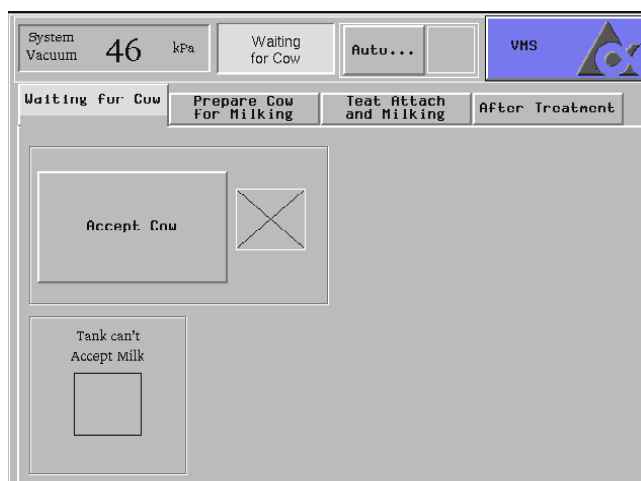 System
Vacuum 46 kPa
Waiting
for Cow
Auto...
VMS
Waiting for Cow
Prepare Cow
for Milking
Teat Attach
and Milking
After Treatment
Accept Cow
Tank can't
Accept Milk